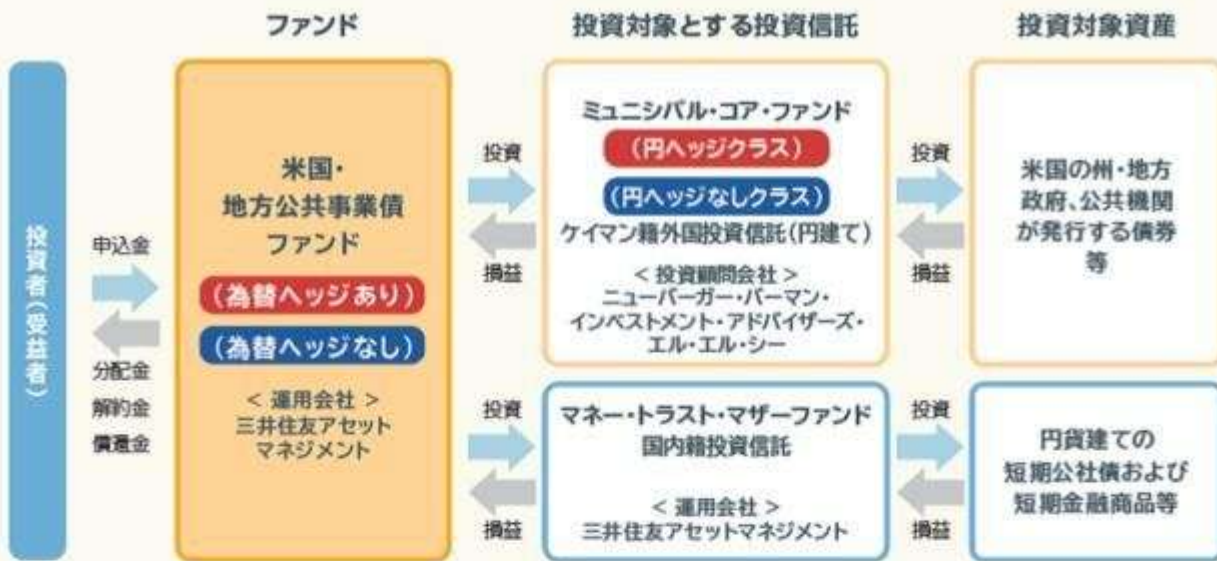 ファンド
投資対象とする投資信託
投資対象資産
投資者(受益者)
申込金
分配金
解約金
償還金
米国・
地方公共事業債
ファンド
(為替ヘッジあり)
(為替ヘッジなし)
< 運用会社 >
三井住友アセット
マネジメント
投資
損益
ミュニシパル・コア・ファンド
(円ヘッジクラス)
(円ヘッジなしクラス)
ケイマン籍外国投資信託(円建て)
< 投資顧問会社 >
ニューバーガー・バーマン・
インベストメント・アドバイザーズ・
エル・エル・シー
投資
損益
米国の州・地方
政府、公共機関
が発行する債券
等
投資
損益
マネー・トラスト・マザーファンド
国内籍投資信託
< 運用会社 >
三井住友アセットマネジメント
投資
損益
円貨建ての
短期公社債および
短期金融商品等